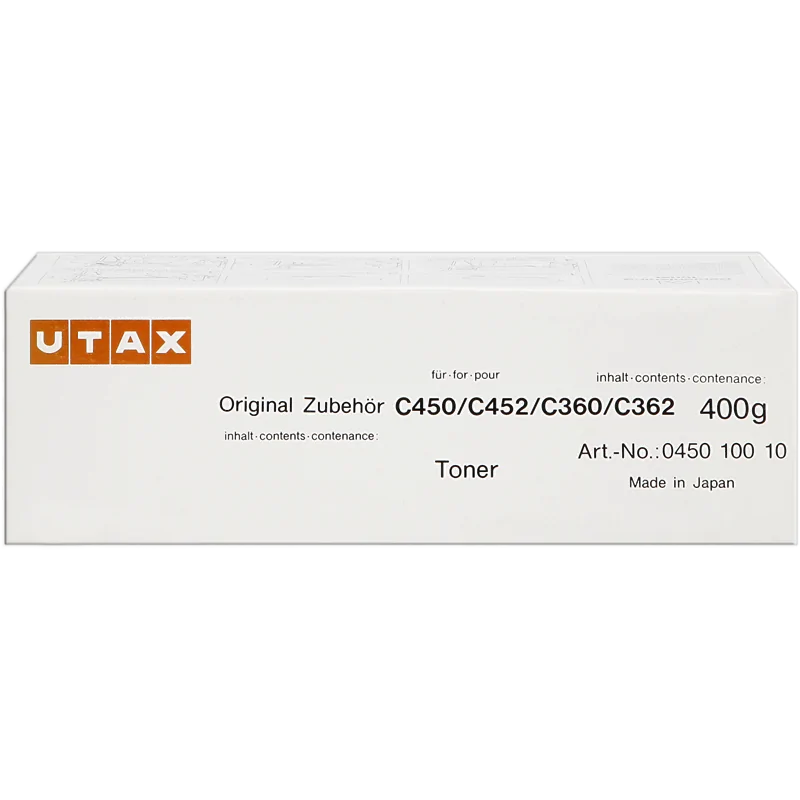 UTAX
für·for·pour
inhalt·contents·contenance:
Original Zubehör C450/C452/C360/C362 400g
inhalt·contents·contenance:
Art.-No.:0450 100 10
Toner
Made in Japan